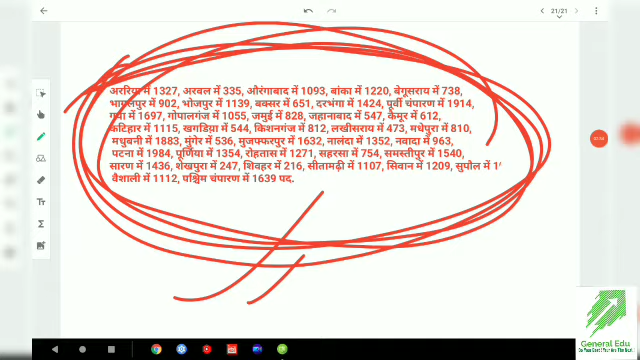 21/21
अररिया में 1327, अरवल में 335, औरंगाबाद में 1093, बांका में 1220, बेगूसराय में 738,
भागलपुर में 902, भोजपुर में 1139, बक्सर में 651, दरभंगा में 1424, पूर्वी चंपारण में 1914,
गया में 1697, गोपालगंज में 1055, जमुई में 828, जहानाबाद में 547, कैमूर में 612,
कटिहार में 1115, खगड़िया में 544, किशनगंज में 812, लखीसराय में 473, मधेपुरा में 810,
मधुबनी में 1883, मुंगेर में 536, मुजफ्फरपुर में 1632, नालंदा में 1352, नवादा में 963,
पटना में 1984, पूर्णिया में 1354, रोहतास में 1271, सहरसा में 754, समस्तीपुर में 1540,
सारण में 1436, शेखपुरा में 247, शिवहर में 216, सीतामढ़ी में 1107, सिवान में 1209, सुपौल में
वैशाली में 1112, पश्चिम चंपारण में 1639 पद.
General Edu